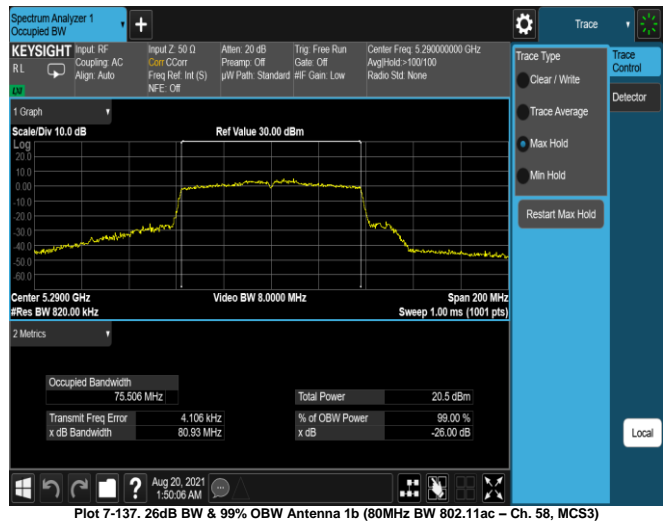 Spectrum Analyzer 1
Occupied BW
Trace
KEYSIGHT
RL
Input: RF
Coupling: AC
Align: Auto
Input Z: 50 Ω
Corr CCorr
Freq Ref: Int (S)
NFE: Off
Atten: 20 dB
Preamp: Off
µW Path: Standard
Trig: Free Run
Gate: Off
#IF Gain: Low
Center Freq: 5.290000000 GHz
Avg|Hold:>100/100
Radio Std: None
Trace Type
Clear / Write
Trace Average
Max Hold
Min Hold
Restart Max Hold
Trace
Control
Detector
Local
1 Graph
Scale/Div 10.0 dB
Ref Value 30.00 dBm
Log
20.0
10.0
0.00
-10.0
-20.0
-30.0
-40.0
-50.0
-60.0
Center 5.2900 GHz
Video BW 8.0000 MHz
Span 200 MHz
#Res BW 820.00 kHz
Sweep 1.00 ms (1001 pts)
2 Metrics
Occupied Bandwidth
75.506 MHz
Total Power 20.5 dBm
Transmit Freq Error 4.106 kHz
% of OBW Power 99.00 %
x dB Bandwidth 80.93 MHz
x dB -26.00 dB
?
Aug 20, 2021
1:50:06 AM
Plot 7-137. 26dB BW & 99% OBW Antenna 1b (80MHz BW 802.11ac – Ch. 58, MCS3)